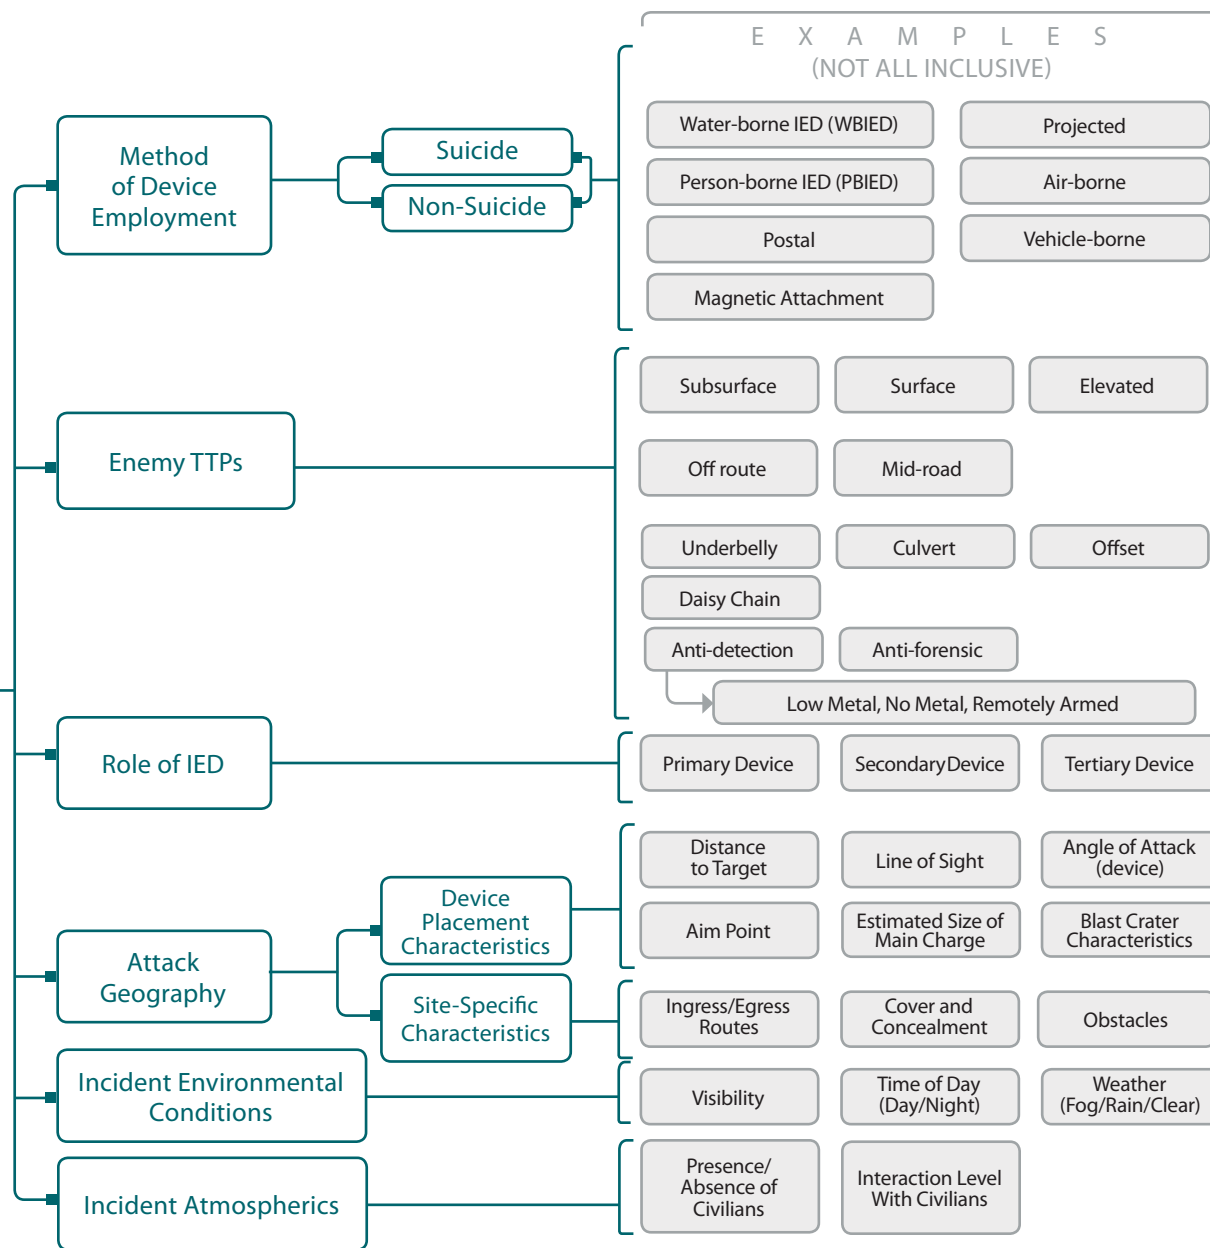 E X A M P L E S
(NOT ALL INCLUSIVE)
Method
of Device
Employment
Suicide
Non-Suicide
Water-borne IED (WBIED)
Projected
Person-borne IED (PBIED)
Air-borne
Postal
Vehicle-borne
Magnetic Attachment
Enemy TTPs
Subsurface
Surface
Elevated
Off route
Mid-road
Underbelly
Culvert
Offset
Daisy Chain
Anti-detection
Anti-forensic
Low Metal, No Metal, Remotely Armed
Role of IED
Primary Device
Secondary Device
Tertiary Device
Attack
Geography
Device
Placement
Characteristics
Distance
to Target
Line of Sight
Angle of Attack
(device)
Aim Point
Estimated Size of
Main Charge
Blast Crater
Characteristics
Site-Specific
Characteristics
Ingress/Egress
Routes
Cover and
Concealment
Obstacles
Incident Environmental
Conditions
Visibility
Time of Day
(Day/Night)
Weather
(Fog/Rain/Clear)
Incident Atmospherics
Presence/
Absence of
Civilians
Interaction Level
With Civilians